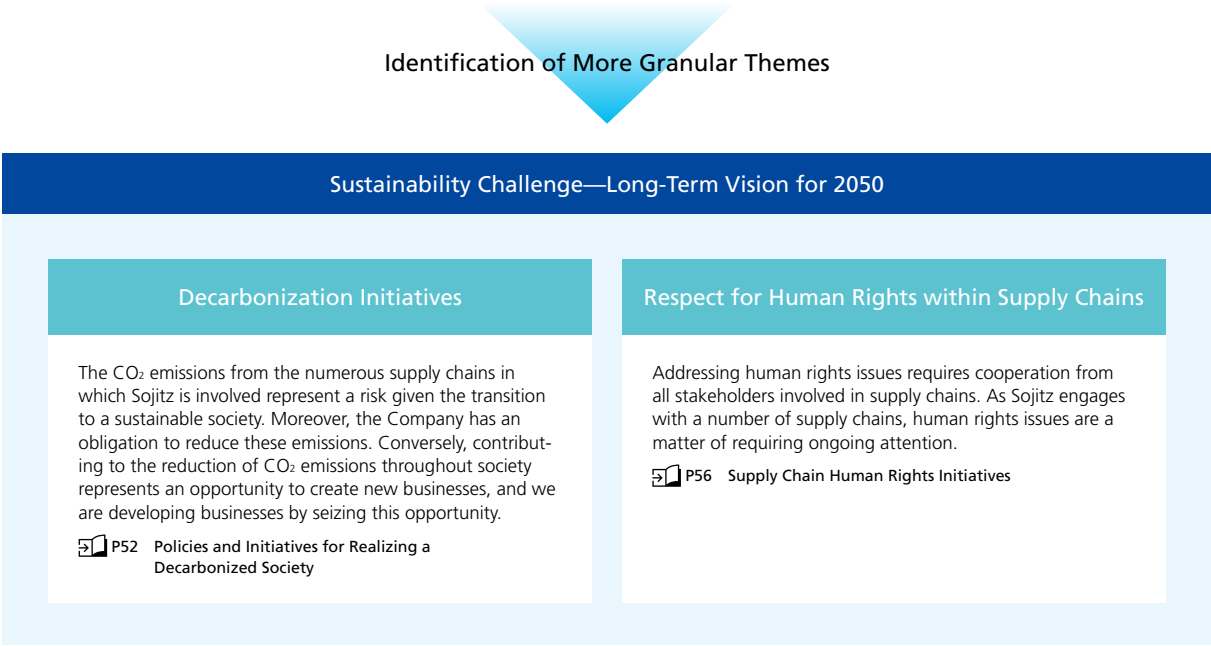 Identification of More Granular Themes
Sustainability Challenge—Long-Term Vision for 2050
Decarbonization Initiatives
The CO₂ emissions from the numerous supply chains in
which Sojitz is involved represent a risk given the transition
to a sustainable society. Moreover, the Company has an
obligation to reduce these emissions. Conversely, contribut-
ing to the reduction of CO₂ emissions throughout society
represents an opportunity to create new businesses, and we
are developing businesses by seizing this opportunity.
P52 Policies and Initiatives for Realizing a
Decarbonized Society
Respect for Human Rights within Supply Chains
Addressing human rights issues requires cooperation from
all stakeholders involved in supply chains. As Sojitz engages
with a number of supply chains, human rights issues are a
matter of requiring ongoing attention.
P56 Supply Chain Human Rights Initiatives